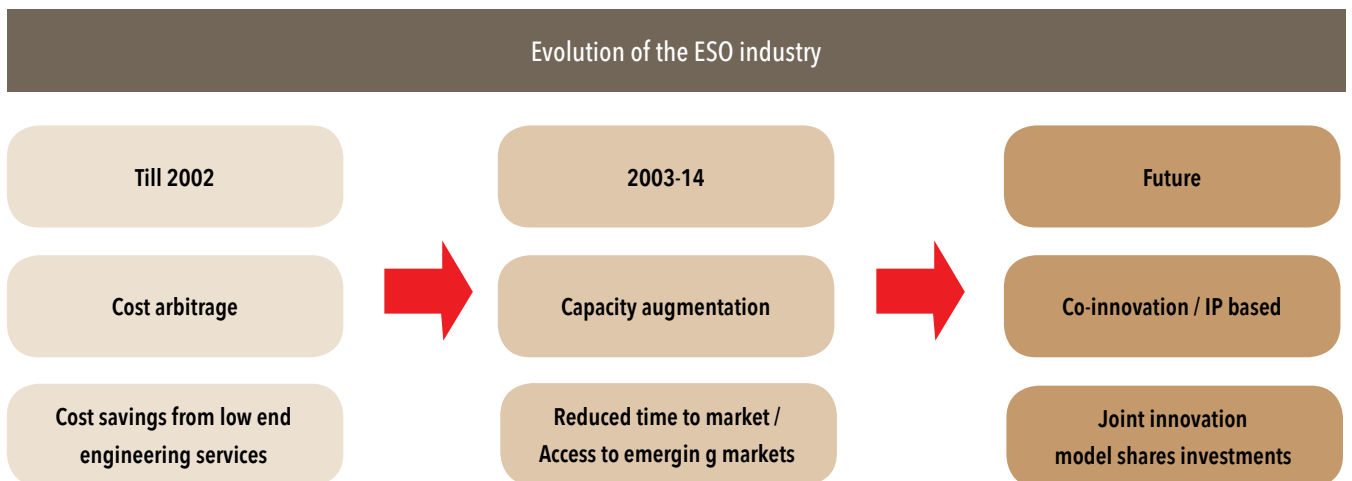 Evolution of the ESO industry
Till 2002
2003-14
Future
Cost arbitrage
Capacity augmentation
Co-innovation / IP based
Cost savings from low end
engineering services
Reduced time to market /
Access to emergin g markets
Joint innovation
model shares investments